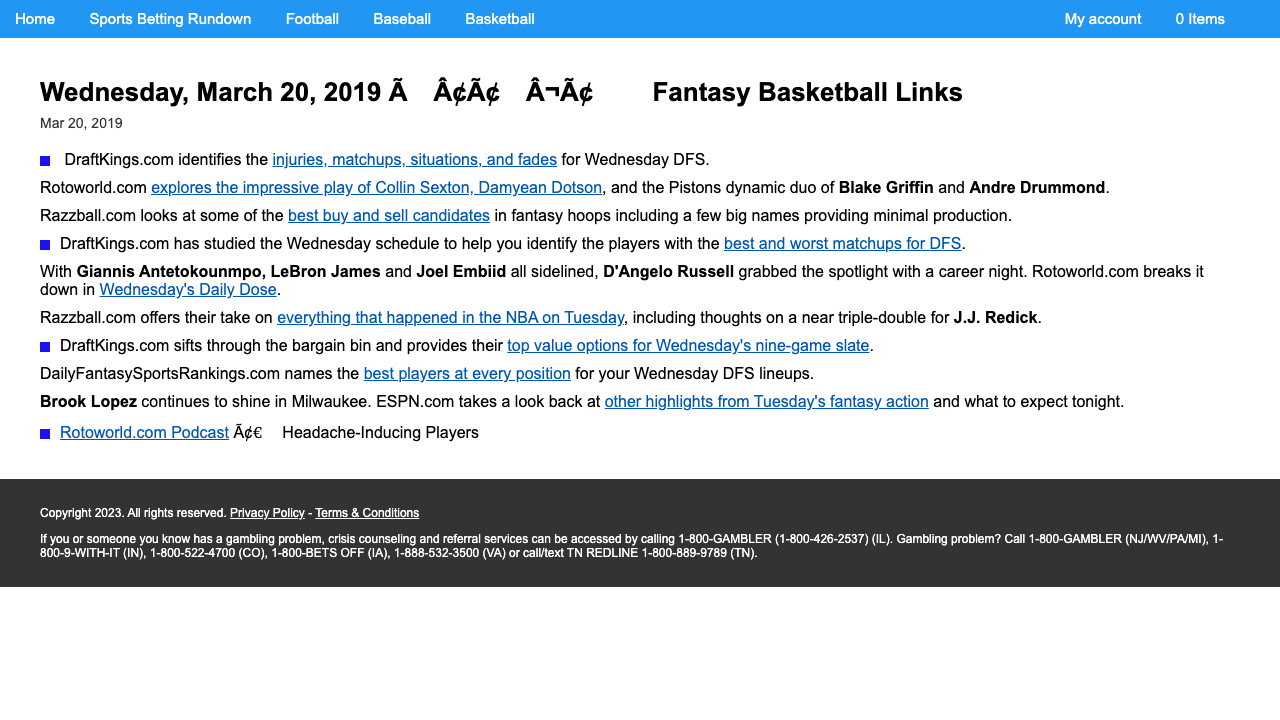 Home Sports Betting Rundown Football Baseball Basketball My account 0 Items
Wednesday, March 20, 2019 Ã Â¢Ã¢ Â¬Ã¢ Fantasy Basketball Links
Mar 20, 2019
DraftKings.com identifies the injuries, matchups, situations, and fades for Wednesday DFS.
Rotoworld.com explores the impressive play of Collin Sexton, Damyean Dotson, and the Pistons dynamic duo of Blake Griffin and Andre Drummond.
Razzball.com looks at some of the best buy and sell candidates in fantasy hoops including a few big names providing minimal production.
DraftKings.com has studied the Wednesday schedule to help you identify the players with the best and worst matchups for DFS.
With Giannis Antetokounmpo, LeBron James and Joel Embiid all sidelined, D'Angelo Russell grabbed the spotlight with a career night. Rotoworld.com breaks it
down in Wednesday's Daily Dose.
Razzball.com offers their take on everything that happened in the NBA on Tuesday, including thoughts on a near triple-double for J.J. Redick.
DraftKings.com sifts through the bargain bin and provides their top value options for Wednesday's nine-game slate.
DailyFantasySportsRankings.com names the best players at every position for your Wednesday DFS lineups.
Brook Lopez continues to shine in Milwaukee. ESPN.com takes a look back at other highlights from Tuesday's fantasy action and what to expect tonight.
Rotoworld.com Podcast Ã¢€ Headache-Inducing Players
Copyright 2023. All rights reserved. Privacy Policy - Terms & Conditions
If you or someone you know has a gambling problem, crisis counseling and referral services can be accessed by calling 1-800-GAMBLER (1-800-426-2537) (IL). Gambling problem? Call 1-800-GAMBLER (NJ/WV/PA/MI), 1-
800-9-WITH-IT (IN), 1-800-522-4700 (CO), 1-800-BETS OFF (IA), 1-888-532-3500 (VA) or call/text TN REDLINE 1-800-889-9789 (TN).